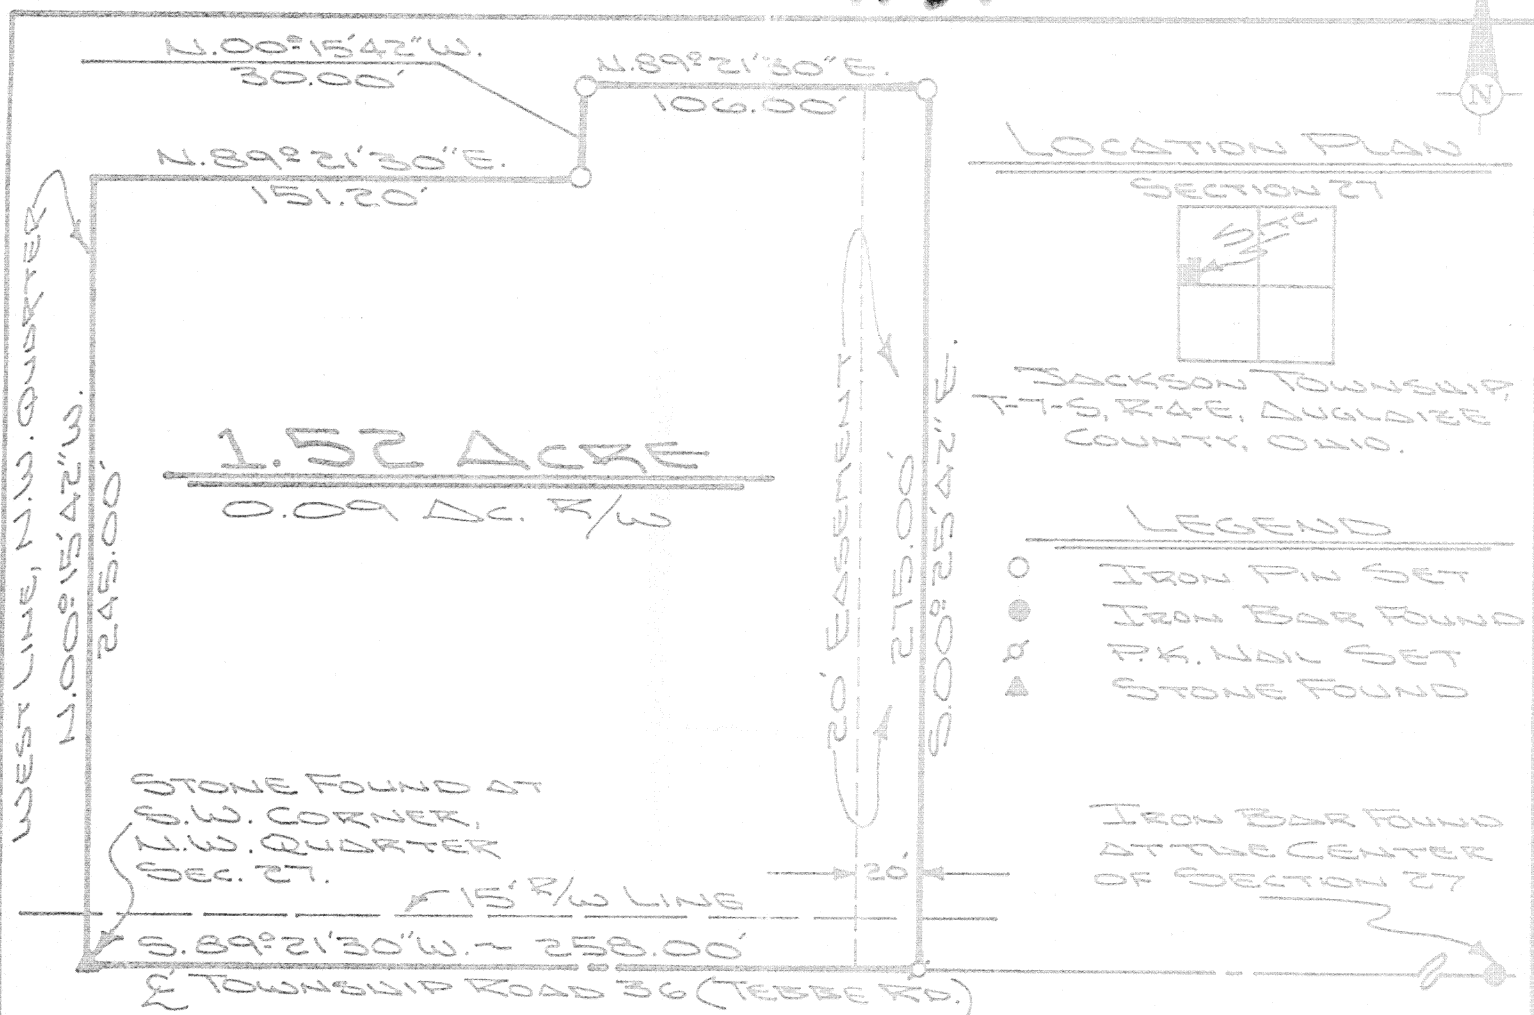 N.00°15'42"W.
30.00'
N.89°21'30"E.
106.00'
N.89°21'30"E.
151.20'
N
LOCATION PLAN
SECTION 27
SITE
JACKSON TOWNSHIP,
T-7-S, R-4-E, AUGLAIZE
COUNTY, OHIO.
WEST LINE, N.W. QUARTER
N.00°15'42"W.
245.00'
1.52 ACRE
0.09 AC. R/W
20' EASEMENT
275.00'
S.00°25'42"E.
LEGEND
IRON PIN SET
IRON BAR FOUND
P.K. NAIL SET
STONE FOUND
STONE FOUND AT
S.W. CORNER,
N.W. QUARTER
SEC. 27.
IRON BAR FOUND
AT THE CENTER
OF SECTION 27
20'
15' R/W LINE
S.89°21'30"W. ~ 258.00'
℄ TOWNSHIP ROAD 36 (TEBBE RD.)